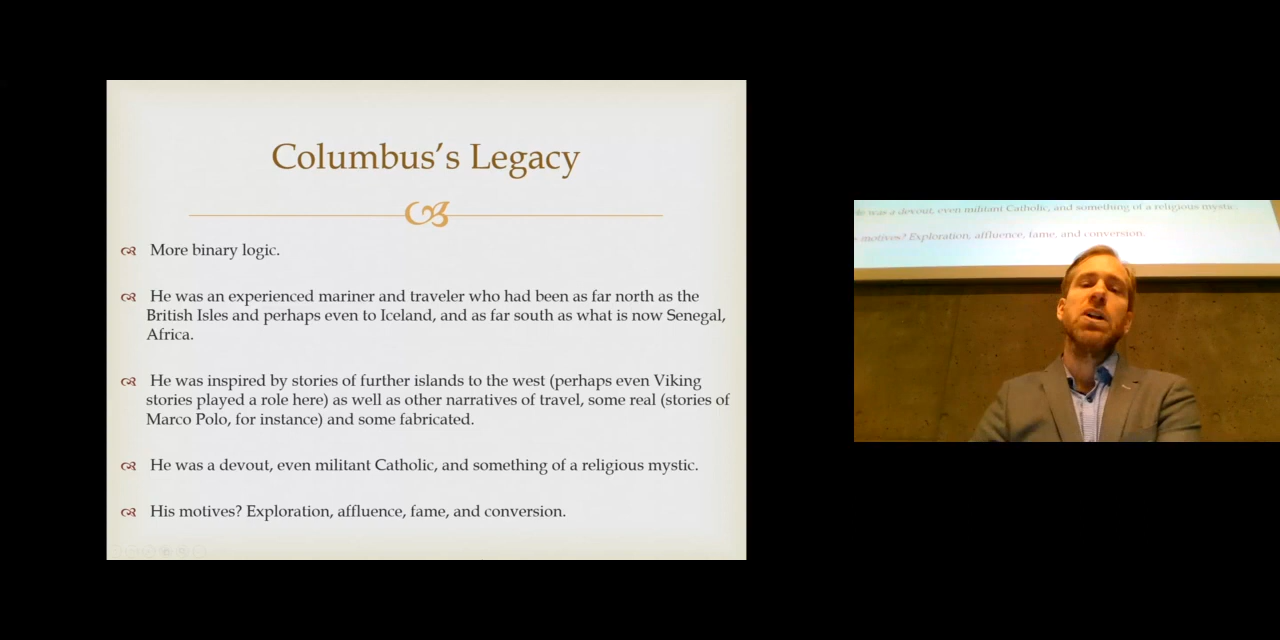 Columbus's Legacy
More binary logic.
He was an experienced mariner and traveler who had been as far north as the
British Isles and perhaps even to Iceland, and as far south as what is now Senegal,
Africa.
He was inspired by stories of further islands to the west (perhaps even Viking
stories played a role here) as well as other narratives of travel, some real (stories of
Marco Polo, for instance) and some fabricated.
He was a devout, even militant Catholic, and something of a religious mystic.
His motives? Exploration, affluence, fame, and conversion.
He was a devout, even militant Catholic, and something of a religious mystic.
motives? Exploration, affluence, fame, and conversion.